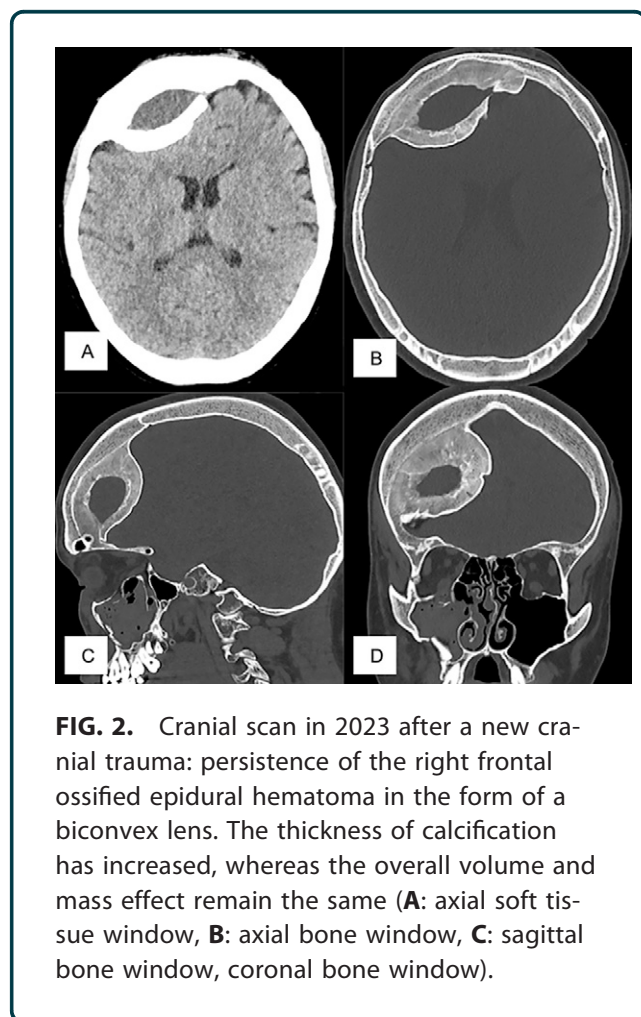 A
B
C
D
FIG. 2. Cranial scan in 2023 after a new cra-
nial trauma: persistence of the right frontal
ossified epidural hematoma in the form of a
biconvex lens. The thickness of calcification
has increased, whereas the overall volume and
mass effect remain the same (A: axial soft tis-
sue window, B: axial bone window, C: sagittal
bone window, coronal bone window).